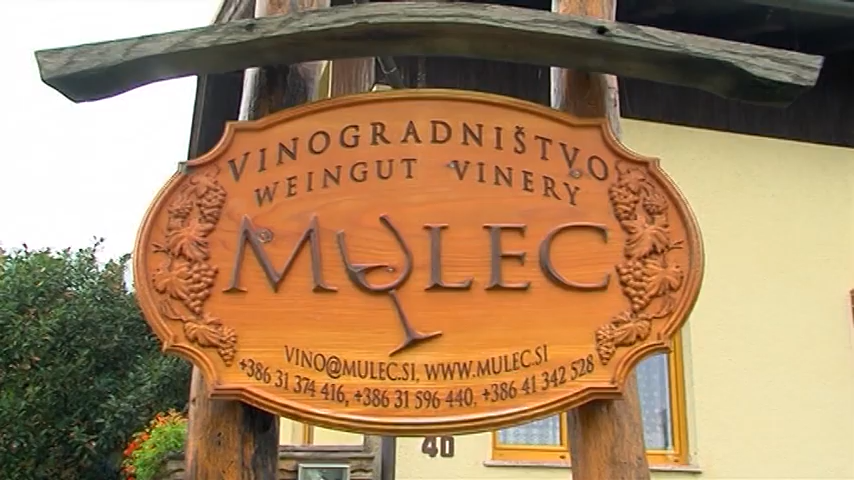 VINOGRADNIŠTVO
WEINGUT VINERY
MULEC
VINO@MULEC.SI, WWW.MULEC.SI
+386 31 374 416, +386 31 596 440, +386 41 342 528
40